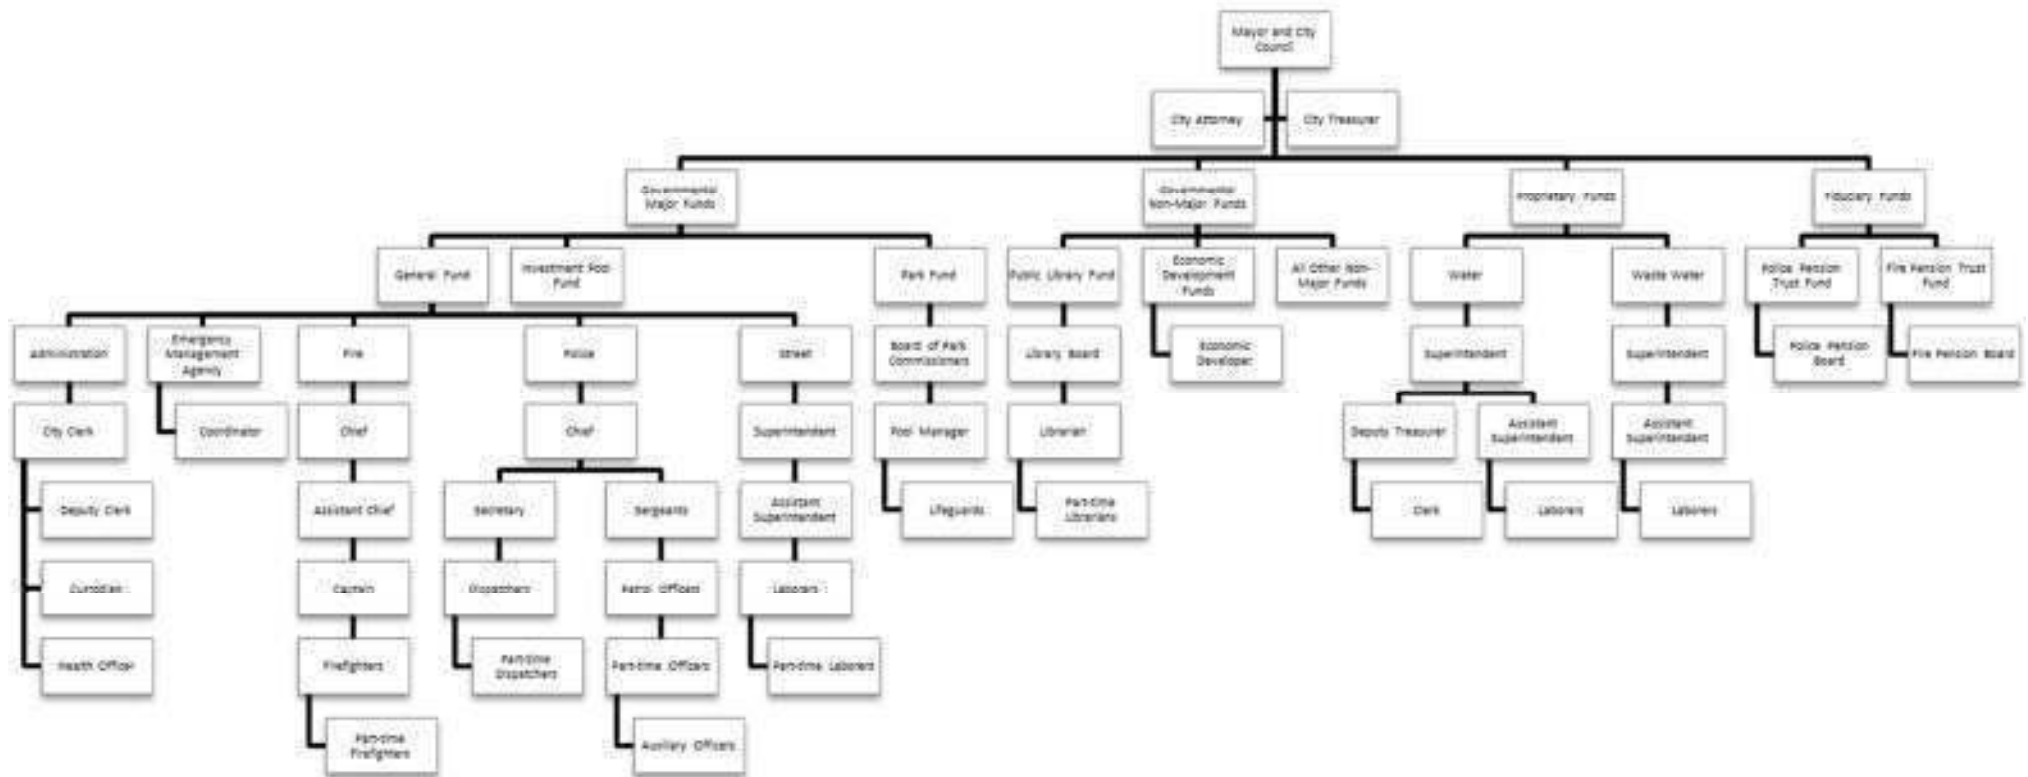 Mayor and City
Council
City Attorney
City Treasurer
Governmental
Major Funds
Governmental
Non-Major Funds
Proprietary Funds
Fiduciary Funds
General Fund
Investment Pool
Fund
Park Fund
Public Library Fund
Economic
Development
Funds
All Other Non-
Major Funds
Water
Waste Water
Police Pension
Trust Fund
Fire Pension Trust
Fund
Administration
Emergency
Management
Agency
Fire
Police
Street
Board of Park
Commissioners
Library Board
Economic
Developer
Superintendent
Superintendent
Police Pension
Board
Fire Pension Board
City Clerk
Coordinator
Chief
Chief
Superintendent
Pool Manager
Librarian
Deputy Treasurer
Assistant
Superintendent
Assistant
Superintendent
Deputy Clerk
Assistant Chief
Secretary
Sergeants
Assistant
Superintendent
Lifeguards
Part-time
Librarians
Clerk
Laborers
Laborers
Custodian
Captain
Dispatchers
Patrol Officers
Laborers
Health Officer
Firefighters
Part-time
Dispatchers
Part-time Officers
Part-time Laborers
Part-time
Firefighters
Auxiliary Officers